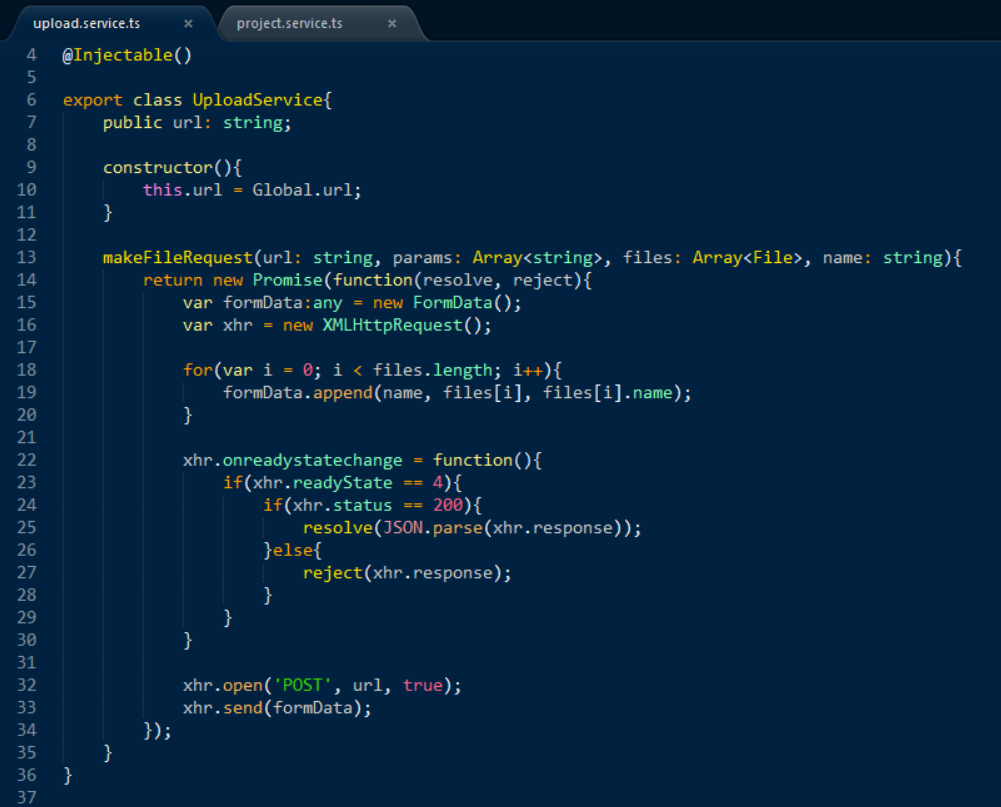 upload.service.ts × project.service.ts ×
4 @Injectable()
5
6 export class UploadService{
7 public url: string;
8
9 constructor(){
10 this.url = Global.url;
11 }
12
13 makeFileRequest(url: string, params: Array<string>, files: Array<File>, name: string){
14 return new Promise(function(resolve, reject){
15 var formData:any = new FormData();
16 var xhr = new XMLHttpRequest();
17
18 for(var i = 0; i < files.length; i++){
19 formData.append(name, files[i], files[i].name);
20 }
21
22 xhr.onreadystatechange = function(){
23 if(xhr.readyState == 4){
24 if(xhr.status == 200){
25 resolve(JSON.parse(xhr.response));
26 }else{
27 reject(xhr.response);
28 }
29 }
30 }
31
32 xhr.open('POST', url, true);
33 xhr.send(formData);
34 });
35 }
36 }
37